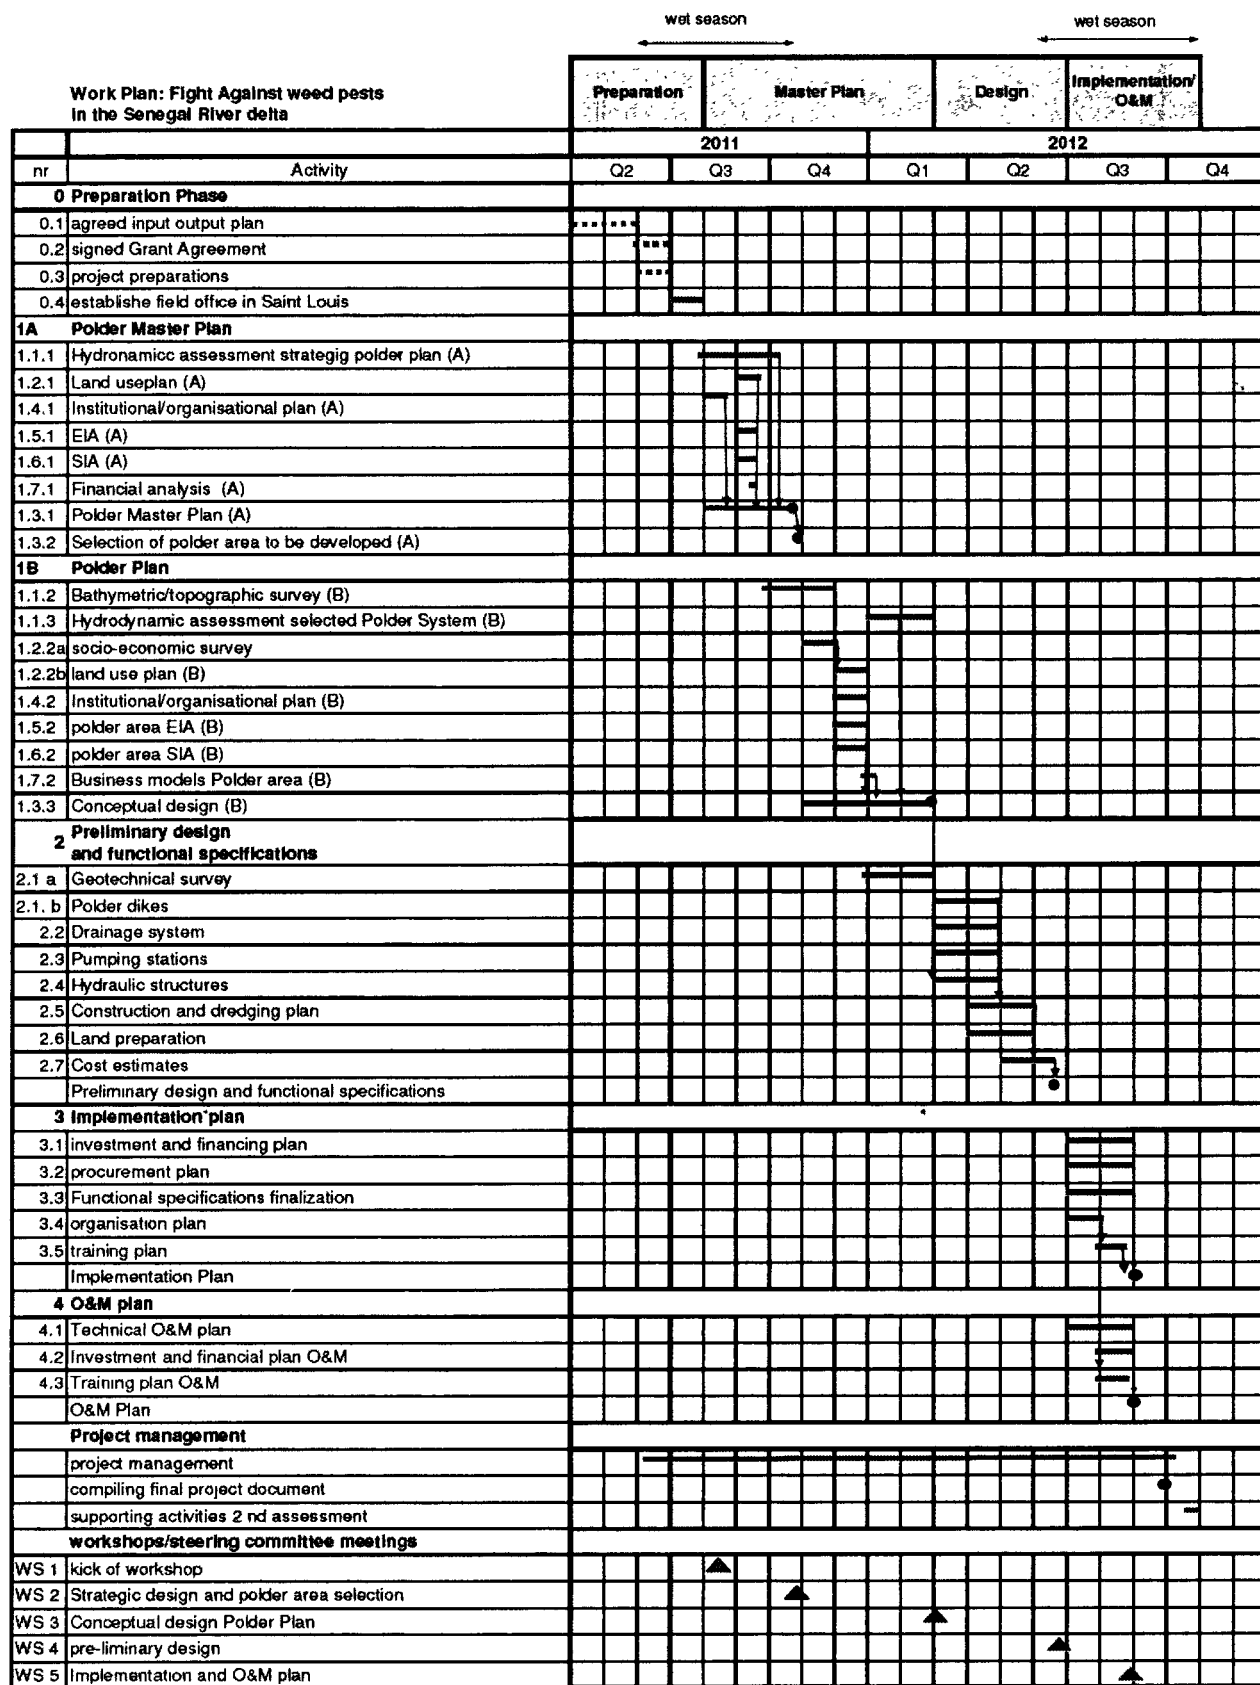 wet season wet season
Work Plan: Fight Against weed pests
in the Senegal River delta
Preparation Master Plan Design Implementation/
O&M
2011 2012
nr Activity Q2 Q3 Q4 Q1 Q2 Q3 Q4
0 Preparation Phase
0.1 agreed input output plan
0.2 signed Grant Agreement
0.3 project preparations
0.4 establishe field office in Saint Louis
1A Polder Master Plan
1.1.1 Hydronamicc assessment strategig polder plan (A)
1.2.1 Land useplan (A)
1.4.1 Institutional/organisational plan (A)
1.5.1 EIA (A)
1.6.1 SIA (A)
1.7.1 Financial analysis (A)
1.3.1 Polder Master Plan (A)
1.3.2 Selection of polder area to be developed (A)
1B Polder Plan
1.1.2 Bathymetric/topographic survey (B)
1.1.3 Hydrodynamic assessment selected Polder System (B)
1.2.2a socio-economic survey
1.2.2b land use plan (B)
1.4.2 Institutional/organisational plan (B)
1.5.2 polder area EIA (B)
1.6.2 polder area SIA (B)
1.7.2 Business models Polder area (B)
1.3.3 Conceptual design (B)
2 Preliminary design
and functional specifications
2.1 a Geotechnical survey
2.1. b Polder dikes
2.2 Drainage system
2.3 Pumping stations
2.4 Hydraulic structures
2.5 Construction and dredging plan
2.6 Land preparation
2.7 Cost estimates
Preliminary design and functional specifications
3 Implementation plan
3.1 investment and financing plan
3.2 procurement plan
3.3 Functional specifications finalization
3.4 organisation plan
3.5 training plan
Implementation Plan
4 O&M plan
4.1 Technical O&M plan
4.2 Investment and financial plan O&M
4.3 Training plan O&M
O&M Plan
Project management
project management
compiling final project document
supporting activities 2 nd assessment
workshops/steering committee meetings
WS 1 kick of workshop
WS 2 Strategic design and polder area selection
WS 3 Conceptual design Polder Plan
WS 4 pre-liminary design
WS 5 Implementation and O&M plan